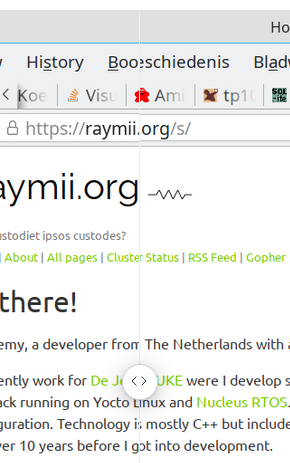 Ho
History Booesschiedenis Bladw
Koe Visu Ami tp1
https://raymii.org/s/
aymii.org
ustodiet ipsos custodes?
| About | All pages | Cluster Status | RSS Feed | Gopher
there!
emy, a developer from The Netherlands with a
ently work for De J UKE were I develop s
ack running on Yocto Linux and Nucleus RTOS.
guration. Technology is mostly C++ but include
ver 10 years before I got into development.